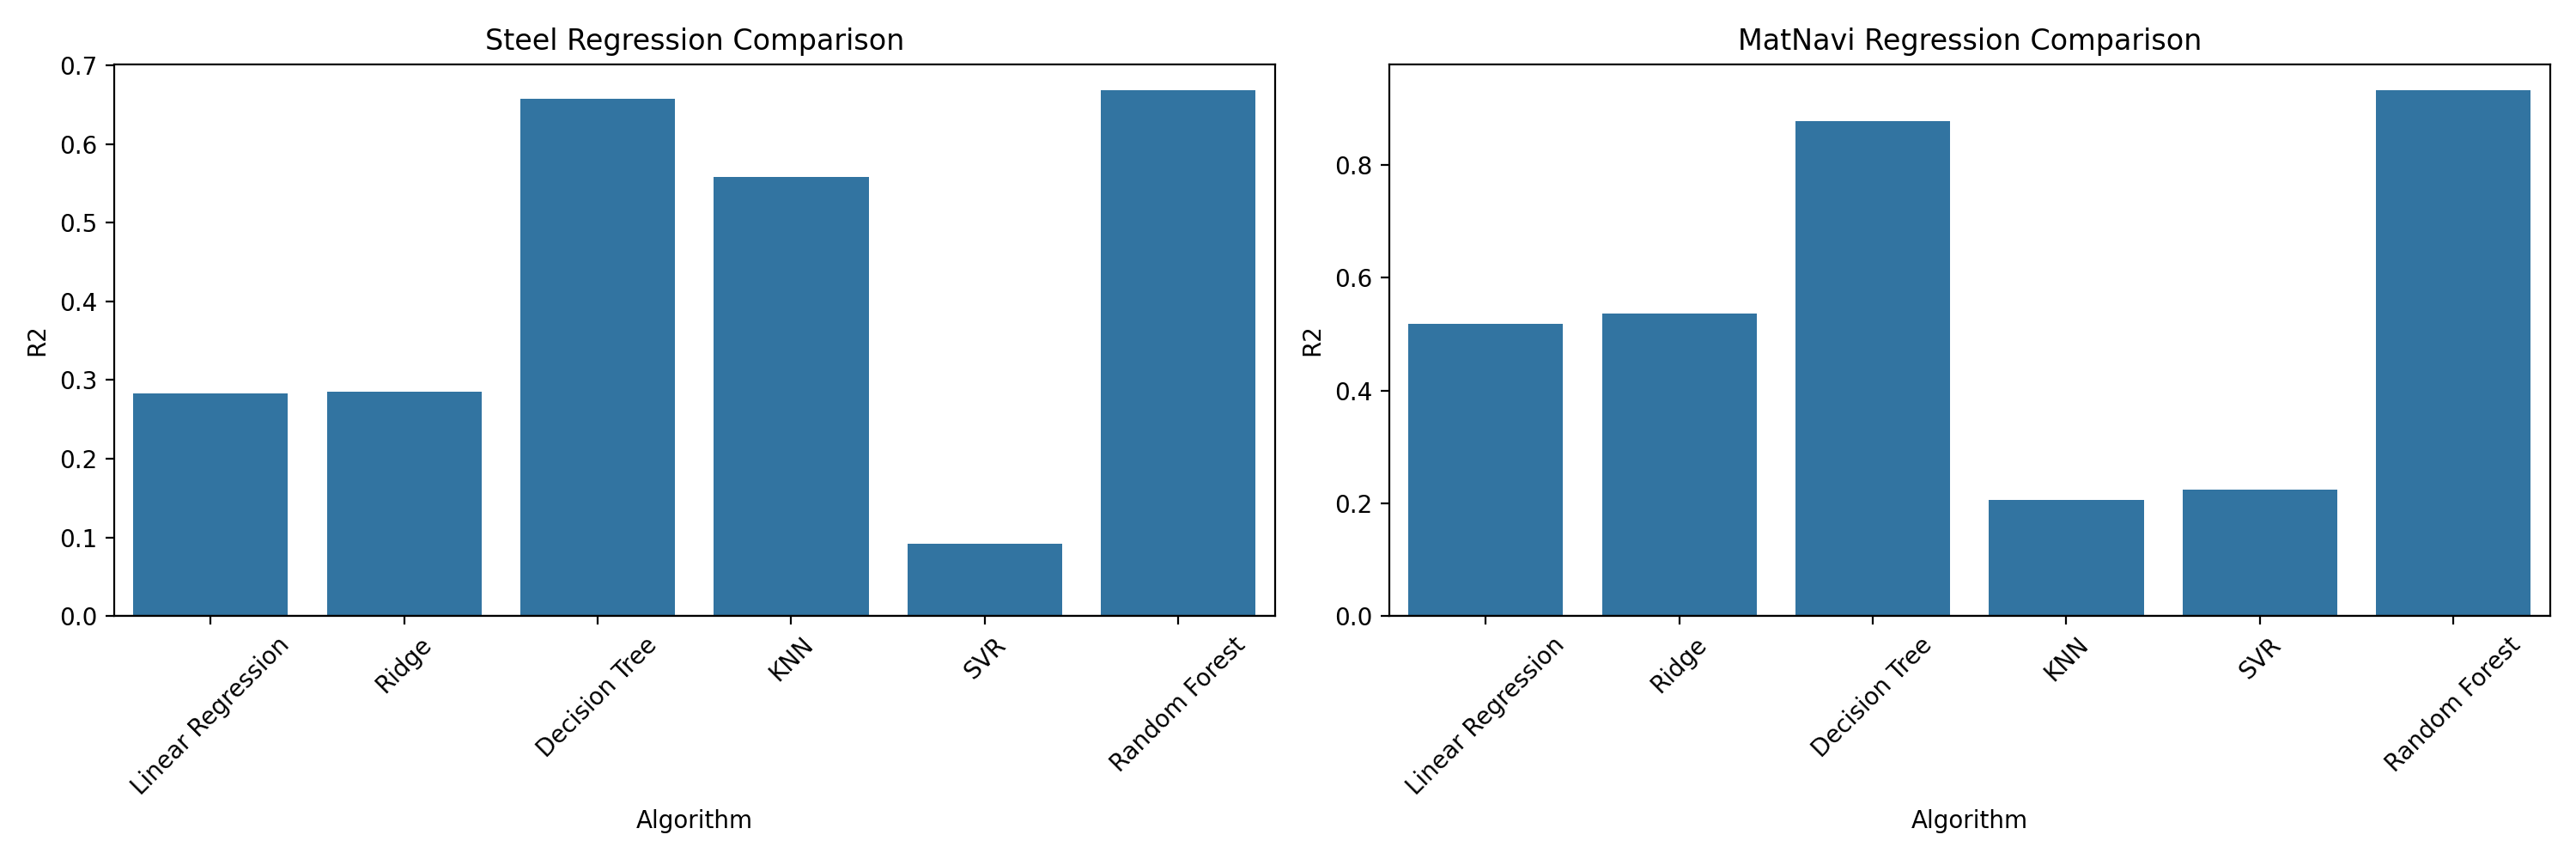 Steel Regression Comparison
0.7
0.6
0.5
0.4
0.3
0.2
0.1
0.0
R2
Linear Regression
Ridge
Decision Tree
KNN
SVR
Random Forest
Algorithm
MatNavi Regression Comparison
0.8
0.6
0.4
0.2
0.0
R2
Linear Regression
Ridge
Decision Tree
KNN
SVR
Random Forest
Algorithm